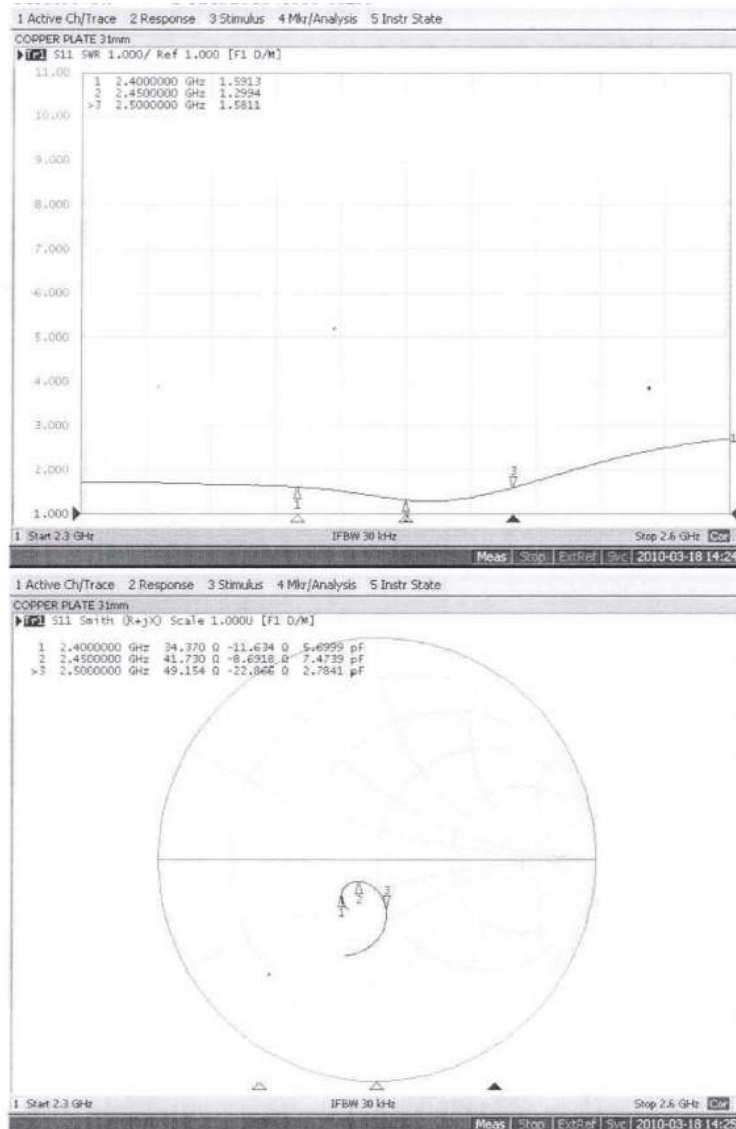 1 Active Ch/Trace 2 Response 3 Stimulus 4 Mkr/Analysis 5 Instr State
COPPER PLATE 31mm
Tr1 S11 SWR 1.000/ Ref 1.000 [F1 D/M]
11.00
1 2.4000000 GHz 1.5913
2 2.4500000 GHz 1.2994
>3 2.5000000 GHz 1.5811
10.00
9.000
8.000
7.000
6.000
5.000
4.000
3.000
1
2.000
3
1
1.000
1 Start 2.3 GHz IFBW 30 kHz Stop 2.6 GHz Cor
Meas Stop ExtRef Svc 2010-03-18 14:24
1 Active Ch/Trace 2 Response 3 Stimulus 4 Mkr/Analysis 5 Instr State
COPPER PLATE 31mm
Tr1 S11 Smith (R+jX) Scale 1.000U [F1 D/M]
1 2.4000000 GHz 34.370 Ω -11.634 Ω 5.6999 pF
2 2.4500000 GHz 41.730 Ω -8.6918 Ω 7.4739 pF
>3 2.5000000 GHz 49.154 Ω -22.866 Ω 2.7841 pF
3
2
1
1 Start 2.3 GHz IFBW 30 kHz Stop 2.6 GHz Cor
Meas Stop ExtRef Svc 2010-03-18 14:25